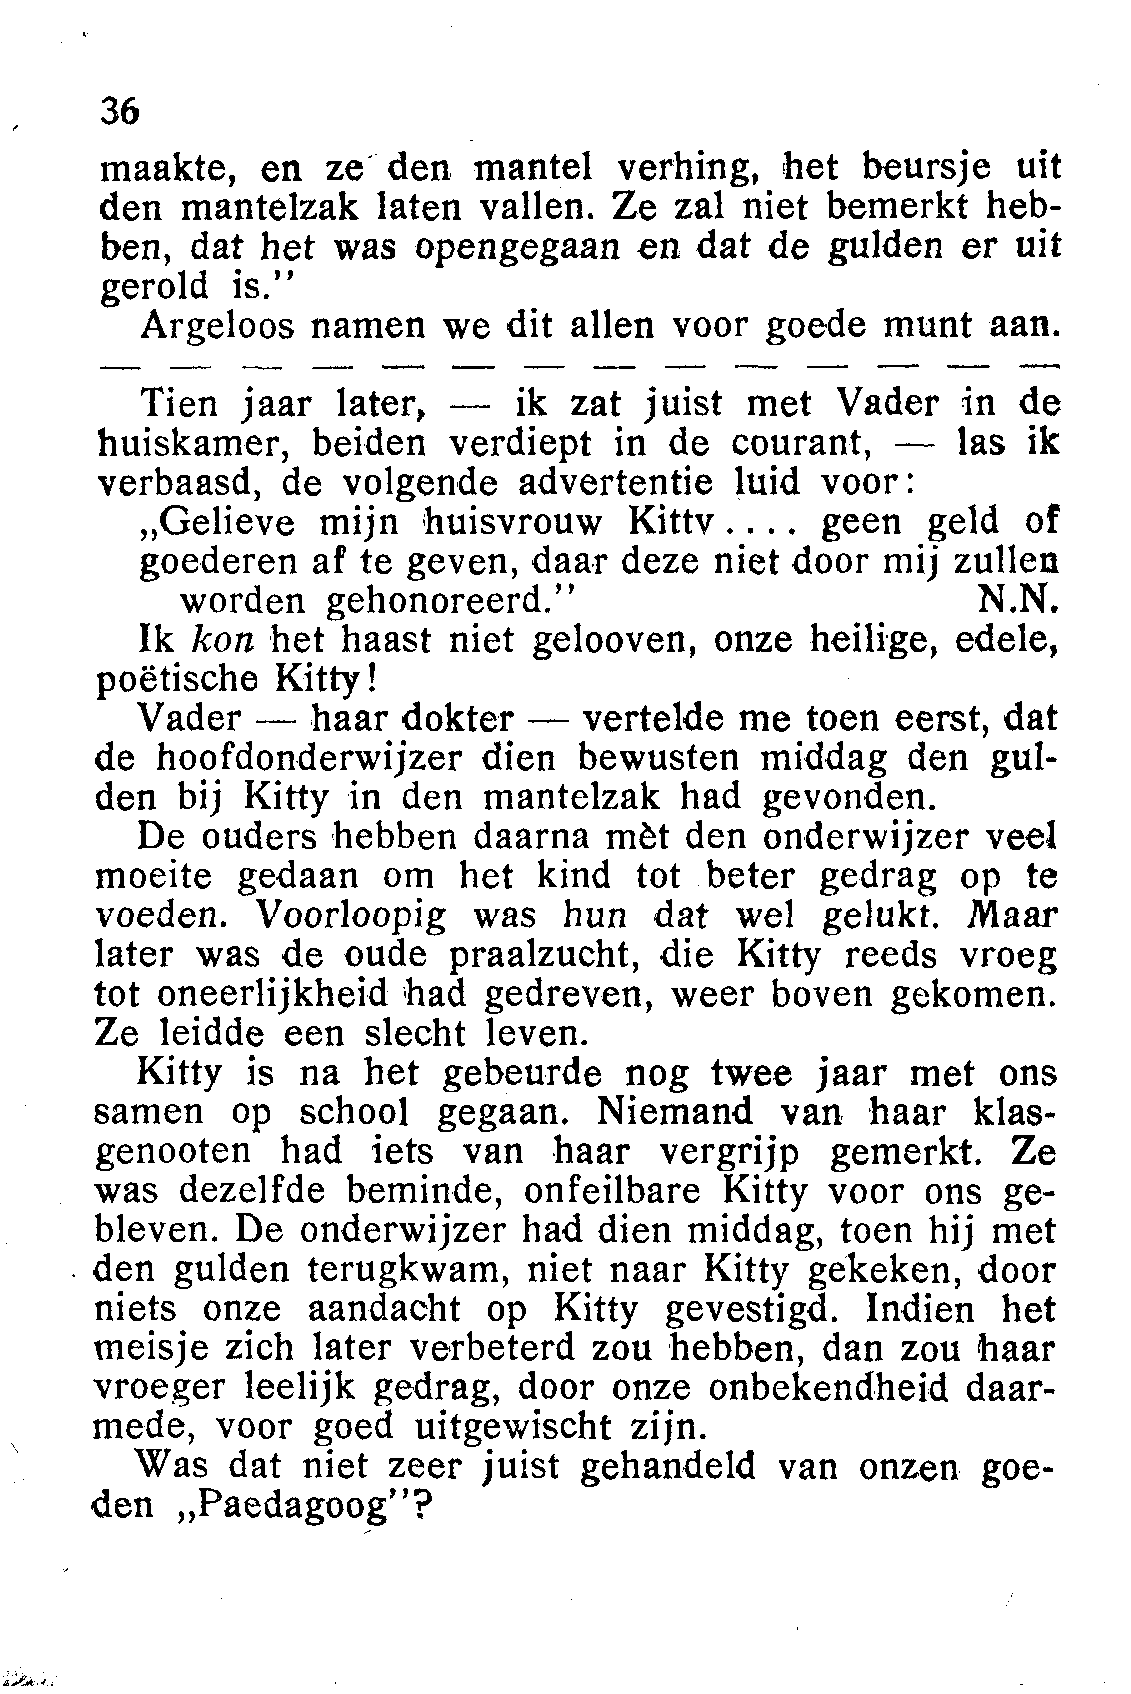 36
maakte, en ze den mantel verhing, het beursje uit
den mantelzak laten vallen. Ze zal niet bemerkt heb-
ben, dat het was opengegaan en dat de gulden er uit
gerold is."
Argeloos namen we dit allen voor goede munt aan.
— — — — — — — — — — — — — —
Tien jaar later, — ik zat juist met Vader in de
huiskamer, beiden verdiept in de courant, — las ik
verbaasd, de volgende advertentie luid voor:
„Gelieve mijn huisvrouw Kittv .... geen geld of
goederen af te geven, daar deze niet door mij zullen
worden gehonoreerd." N.N.
Ik kon het haast niet gelooven, onze heilige, edele,
poëtische Kitty!
Vader — haar dokter — vertelde me toen eerst, dat
de hoofdonderwijzer dien bewusten middag den gul-
den bij Kitty in den mantelzak had gevonden.
De ouders hebben daarna mèt den onderwijzer veel
moeite gedaan om het kind tot beter gedrag op te
voeden. Voorloopig was hun dat wel gelukt. Maar
later was de oude praalzucht, die Kitty reeds vroeg
tot oneerlijkheid had gedreven, weer boven gekomen.
Ze leidde een slecht leven.
Kitty is na het gebeurde nog twee jaar met ons
samen op school gegaan. Niemand van haar klas-
genooten had iets van haar vergrijp gemerkt. Ze
was dezelfde beminde, onfeilbare Kitty voor ons ge-
bleven. De onderwijzer had dien middag, toen hij met
den gulden terugkwam, niet naar Kitty gekeken, door
niets onze aandacht op Kitty gevestigd. Indien het
meisje zich later verbeterd zou hebben, dan zou haar
vroeger leelijk gedrag, door onze onbekendheid daar-
mede, voor goed uitgewischt zijn.
Was dat niet zeer juist gehandeld van onzen goe-
den „Paedagoog"?